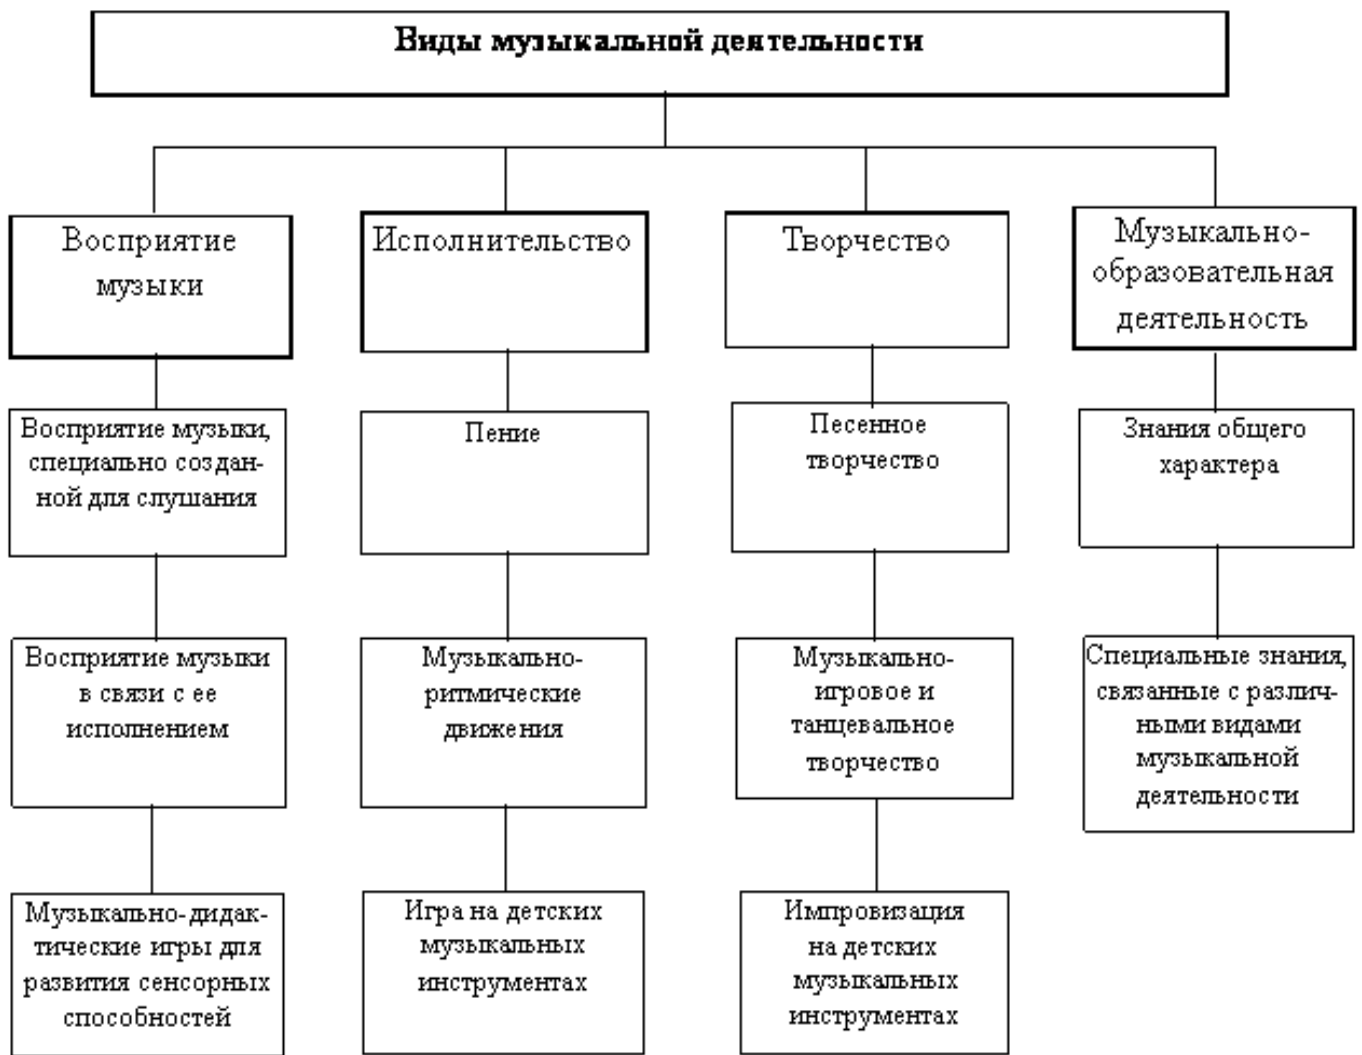 Виды музыкальной деятельности
Восприятие
музыки
Исполнительство
Творчество
Музыкально-
образовательная
деятельность
Восприятие музыки,
специально создан-
ной для слушания
Пение
Песенное
творчество
Знания общего
характера
Восприятие музыки
в связи с ее
исполнением
Музыкально-
ритмические
движения
Музыкально-
игровое и
танцевальное
творчество
Специальные знания,
связанные с различ-
ными видами
музыкальной
деятельности
Музыкально-дидак-
тические игры для
развития сенсорных
способностей
Игра на детских
музыкальных
инструментах
Импровизация
на детских
музыкальных
инструментах